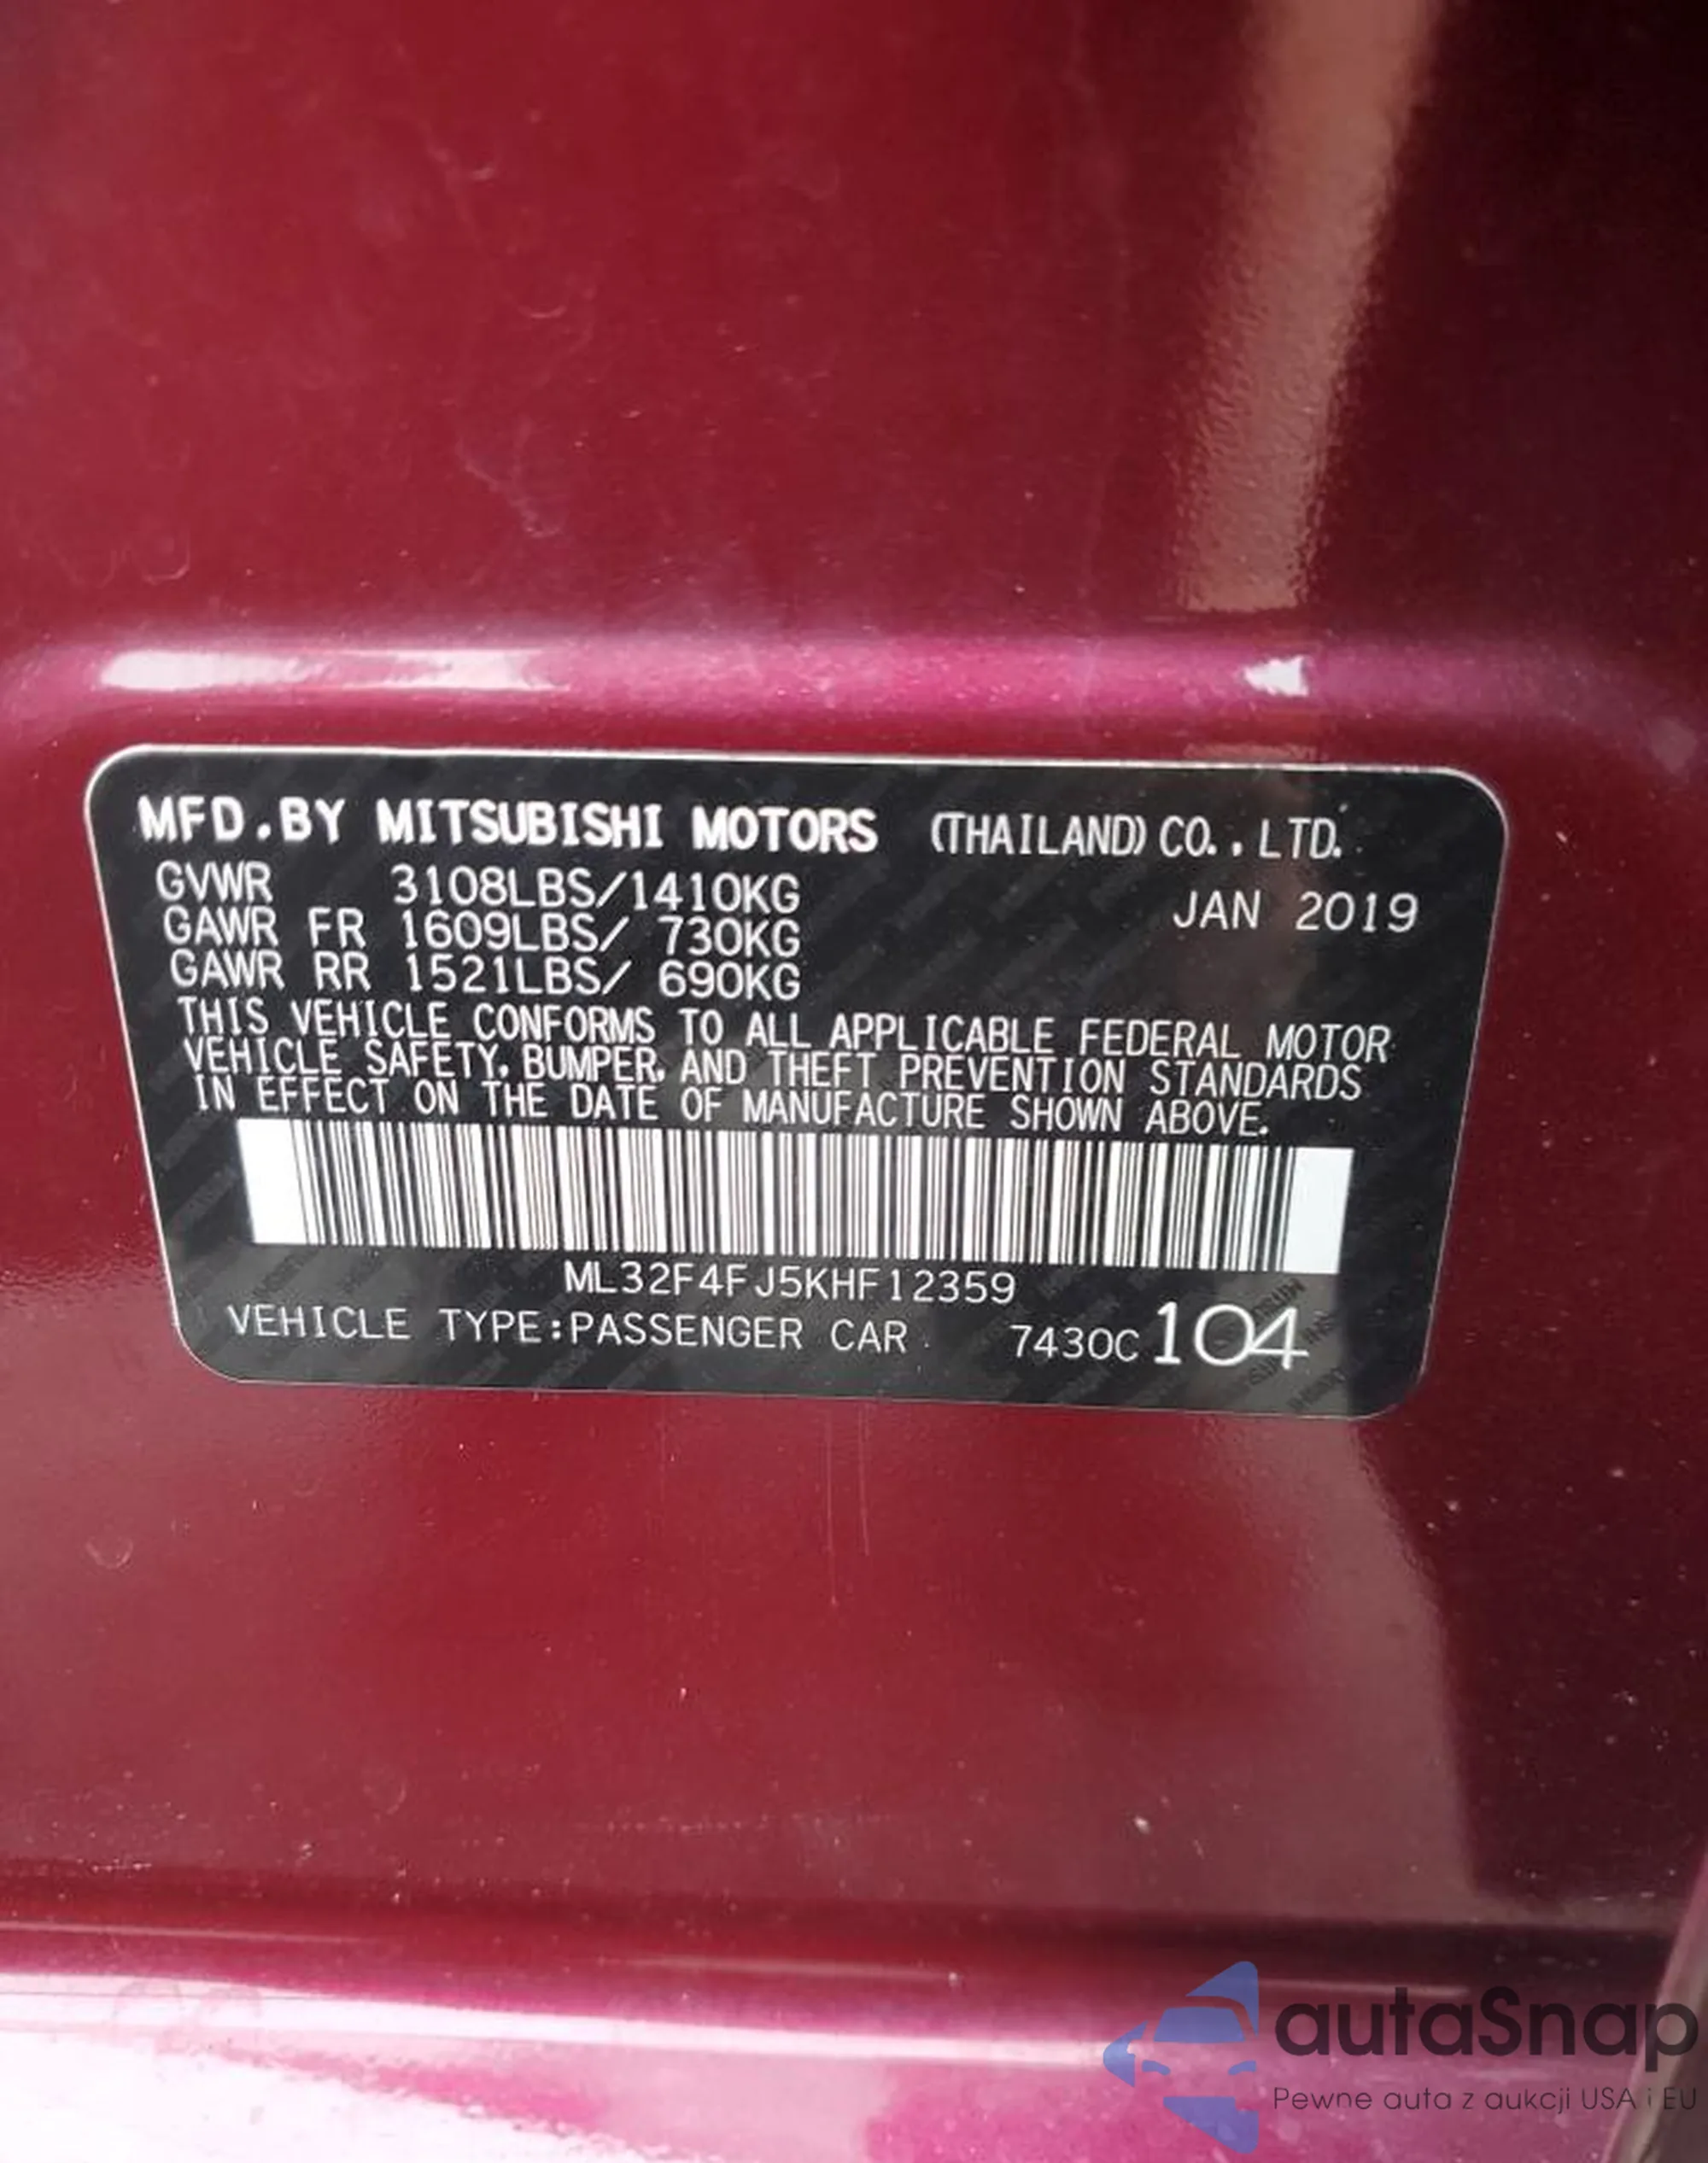 MFD.BY MITSUBISHI MOTORS (THAILAND) CO., LTD.
GVWR 3108LBS/1410KG JAN 2019
GAWR FR 1609LBS/ 730KG
GAWR RR 1521LBS/ 690KG
THIS VEHICLE CONFORMS TO ALL APPLICABLE FEDERAL MOTOR
VEHICLE SAFETY, BUMPER, AND THEFT PREVENTION STANDARDS
IN EFFECT ON THE DATE OF MANUFACTURE SHOWN ABOVE.
ML32F4FJ5KHF12359
VEHICLE TYPE:PASSENGER CAR 7430C 104
autaSnap
Pewne auta z aukcji USA i EU